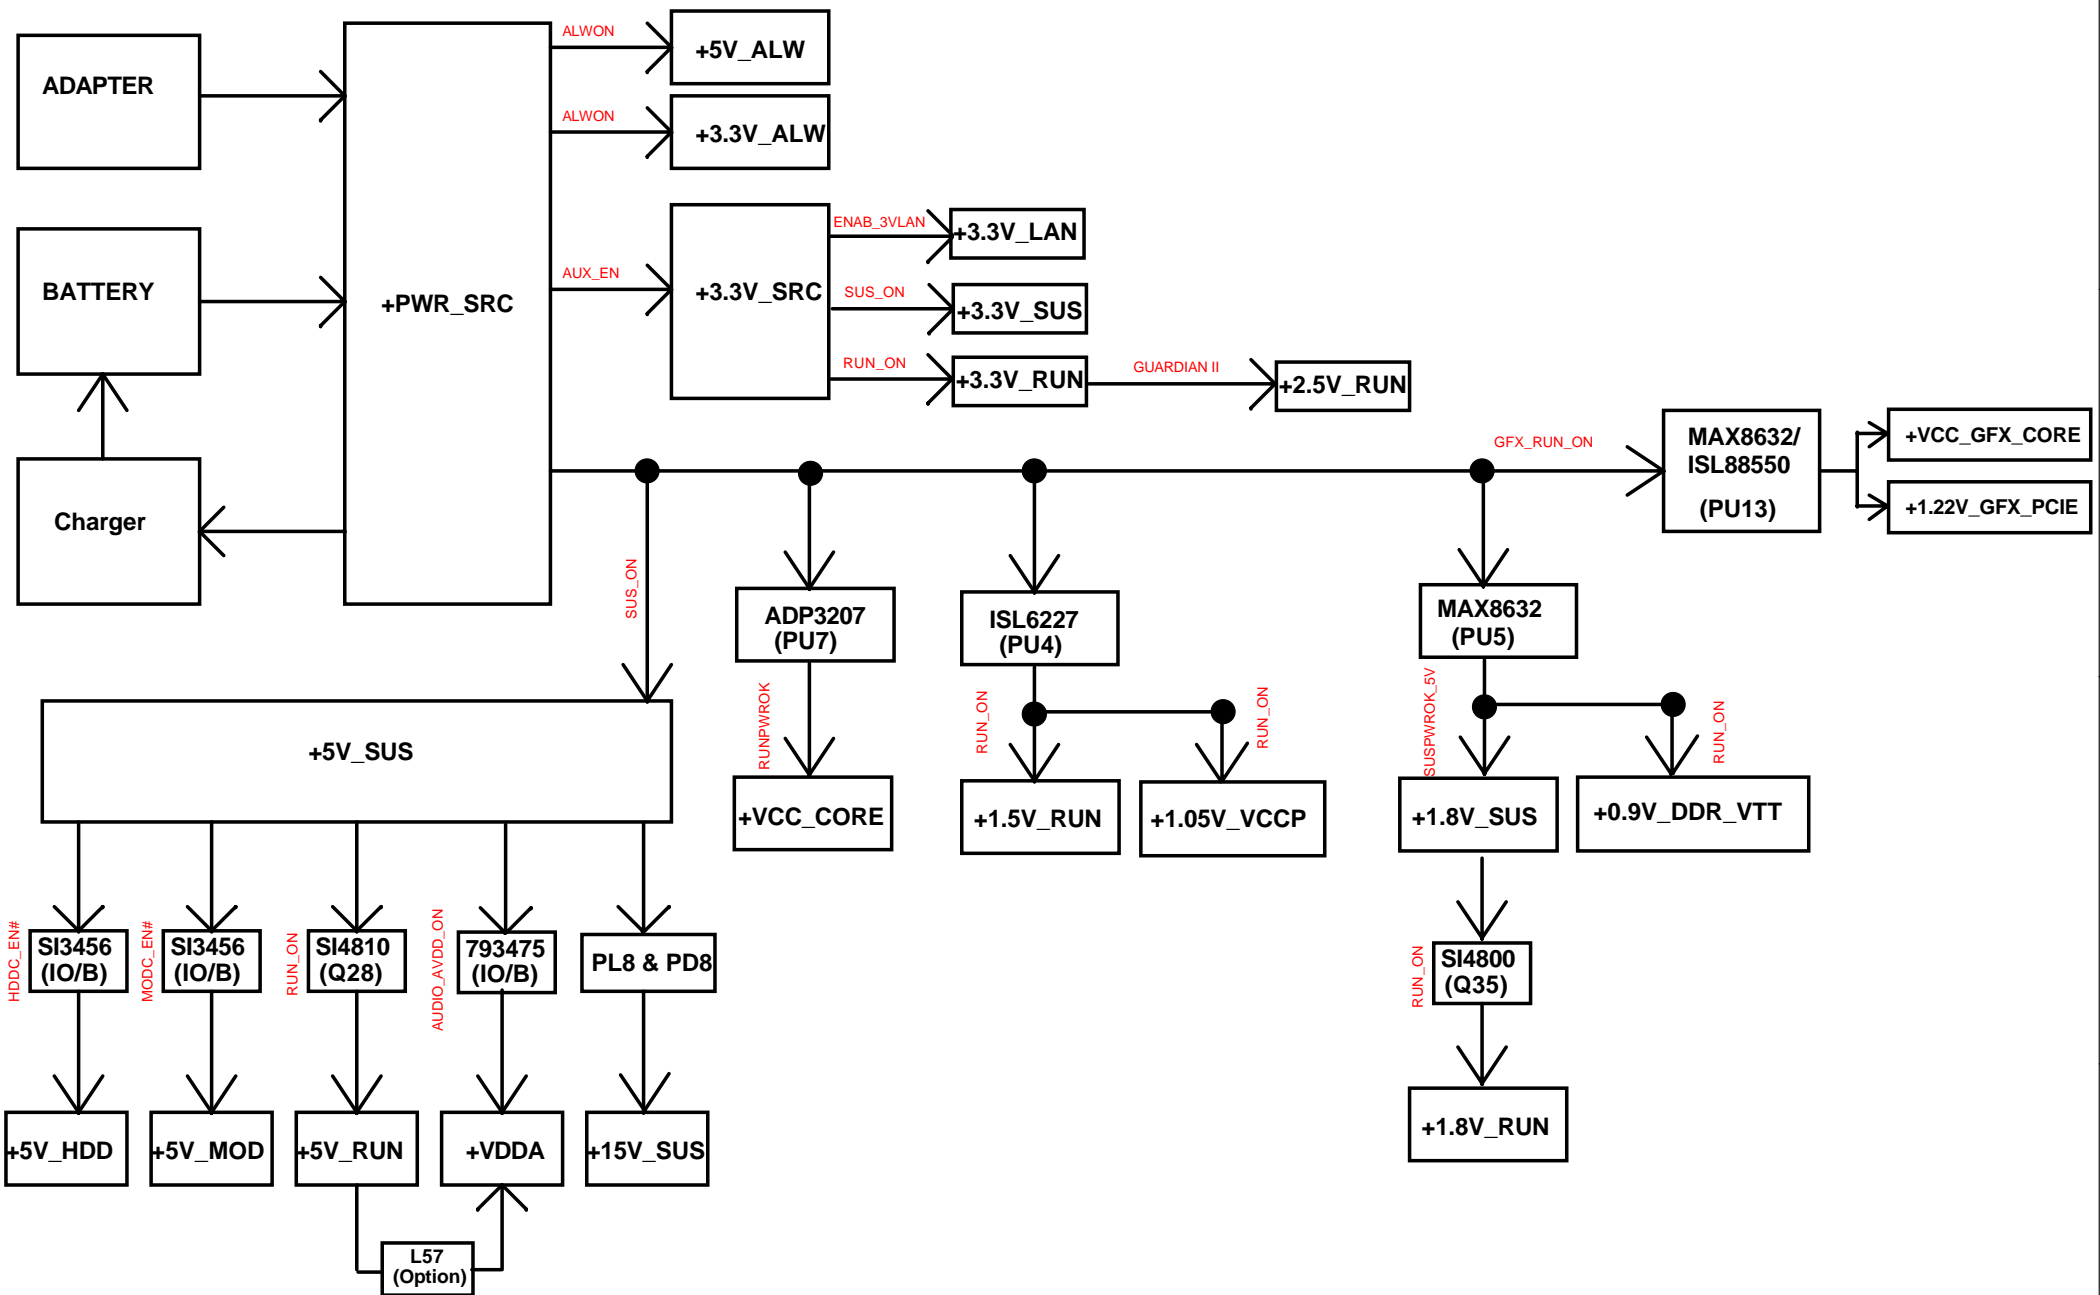 ADAPTER
BATTERY
Charger
+PWR_SRC
ALWON
+5V_ALW
ALWON
+3.3V_ALW
AUX_EN
+3.3V_SRC
ENAB_3VLAN
+3.3V_LAN
SUS_ON
+3.3V_SUS
RUN_ON
+3.3V_RUN
GUARDIAN II
+2.5V_RUN
GFX_RUN_ON
MAX8632/
ISL88550
(PU13)
+VCC_GFX_CORE
+1.22V_GFX_PCIE
SUS_ON
ADP3207
(PU7)
RUNPWROK
+VCC_CORE
ISL6227
(PU4)
RUN_ON
+1.5V_RUN
RUN_ON
+1.05V_VCCP
MAX8632
(PU5)
SUSPWROK_5V
+1.8V_SUS
RUN_ON
+0.9V_DDR_VTT
RUN_ON
SI4800
(Q35)
+1.8V_RUN
+5V_SUS
HDDC_EN#
SI3456
(IO/B)
+5V_HDD
MODC_EN#
SI3456
(IO/B)
+5V_MOD
RUN_ON
SI4810
(Q28)
+5V_RUN
AUDIO_AVDD_ON
793475
(IO/B)
+VDDA
PL8 & PD8
+15V_SUS
L57
(Option)